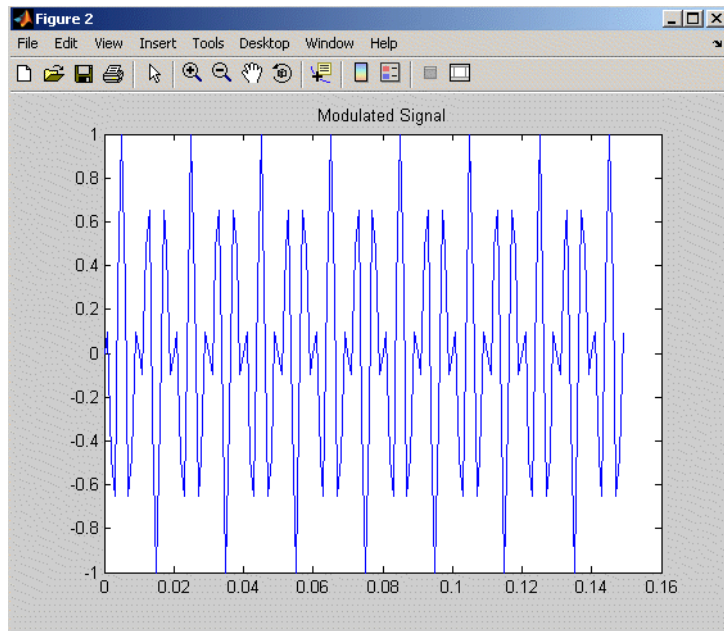 Figure 2
File Edit View Insert Tools Desktop Window Help
Modulated Signal
1
0.8
0.6
0.4
0.2
0
-0.2
-0.4
-0.6
-0.8
-1
0 0.02 0.04 0.06 0.08 0.1 0.12 0.14 0.16